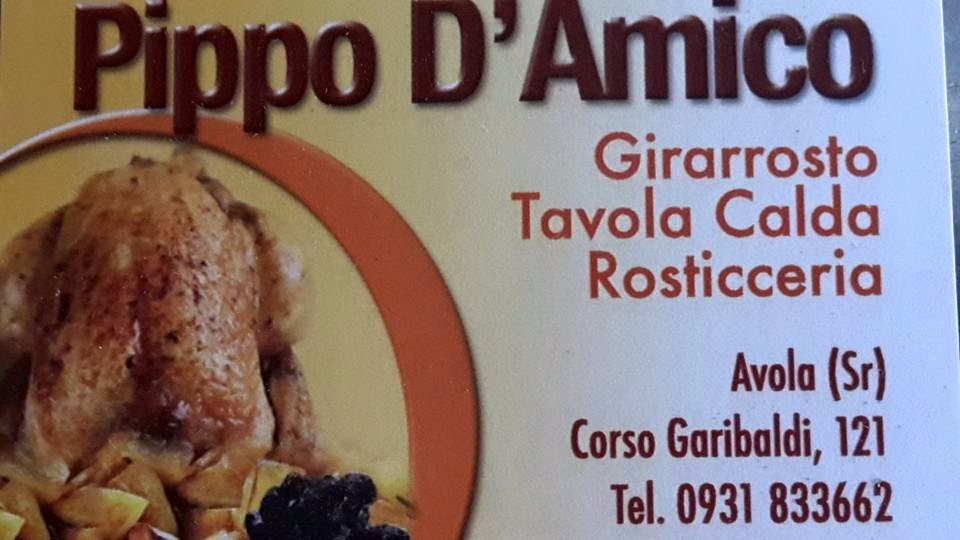 Pippo D'Amico
Girarrosto
Tavola Calda
Rosticceria
Avola (Sr)
Corso Garibaldi, 121
Tel. 0931 833662